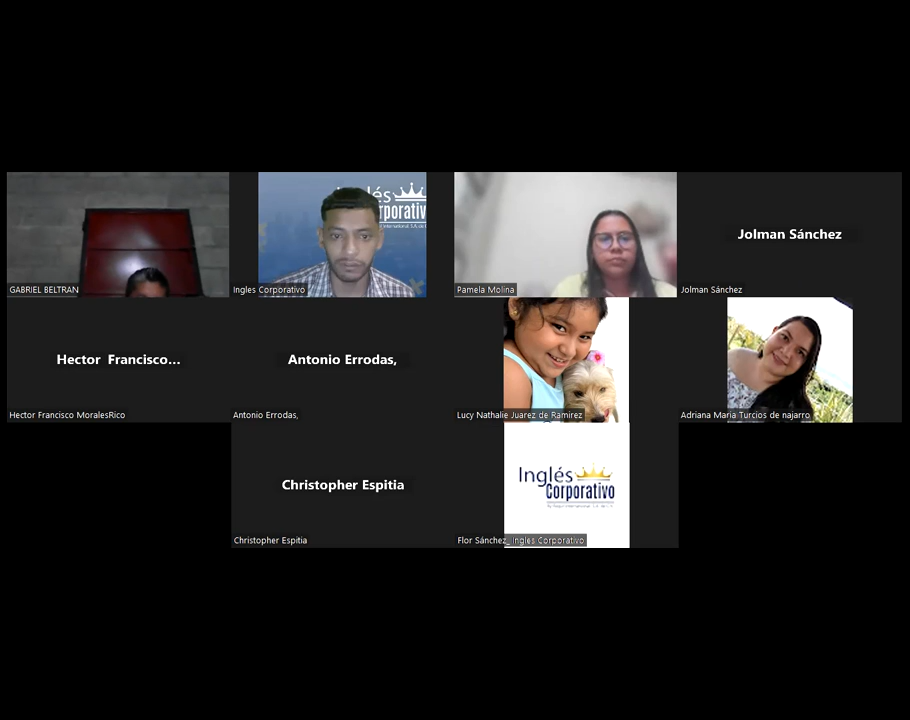 Inglés
Corporativo
GABRIEL BELTRAN
Ingles Corporativo
Pamela Molina
Jolman Sánchez
Jolman Sánchez
Hector Francisco...
Antonio Errodas,
Hector Francisco MoralesRico
Antonio Errodas,
Lucy Nathalie Juarez de Ramirez
Adriana Maria Turcios de najarro
Christopher Espitia
Inglés
Corporativo
Christopher Espitia
Flor Sánchez_ Ingles Corporativo